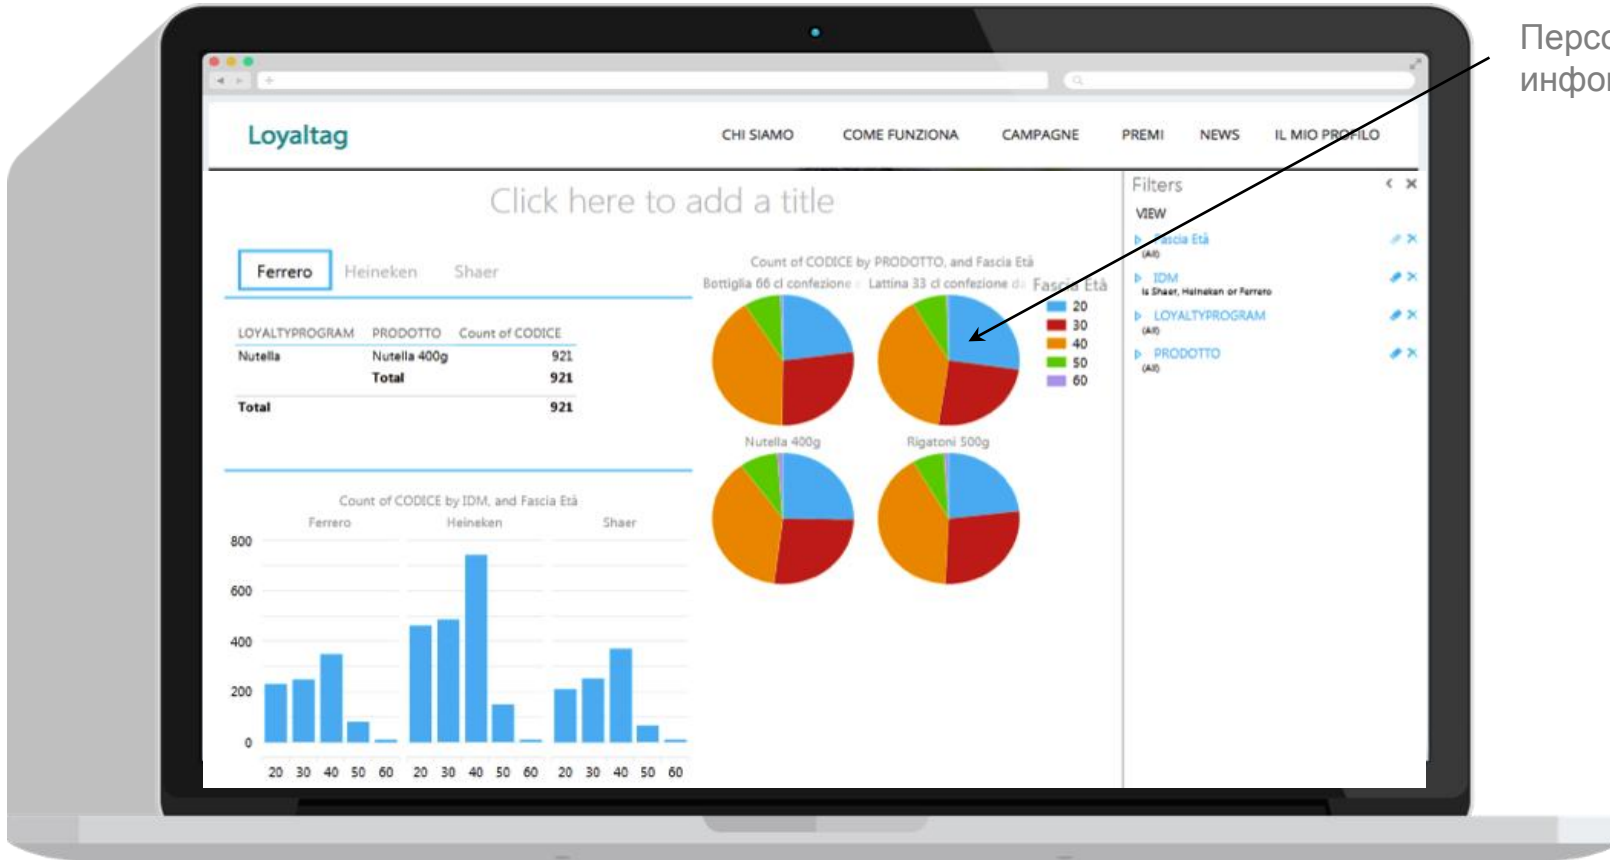 Персо
инфо
Loyaltag
CHI SIAMO COME FUNZIONA CAMPAGNE PREMI NEWS IL MIO PROFILO
Click here to add a title
Ferrero Heineken Shaer
LOYALTYPROGRAM PRODOTTO Count of CODICE
Nutella Nutella 400g 921
Total 921
Total 921
Count of CODICE by IDM, and Fascia Età
Ferrero Heineken Shaer
800
600
400
200
0
20 30 40 50 60 20 30 40 50 60 20 30 40 50 60
Count of CODICE by PRODOTTO, and Fascia Età
Bottiglia 66 cl confezione Lattina 33 cl confezione da
Nutella 400g Rigatoni 500g
Fascia Età
20
30
40
50
60
Filters
VIEW
Fascia Età
(All)
IDM
Is Shaer, Heineken or Ferrero
LOYALTYPROGRAM
(All)
PRODOTTO
(All)